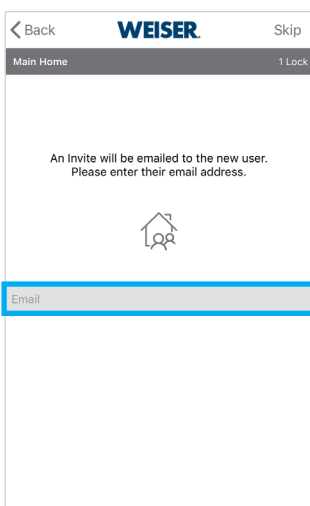 Back WEISER. Skip
Main Home 1 Lock
An Invite will be emailed to the new user.
Please enter their email address.
Email